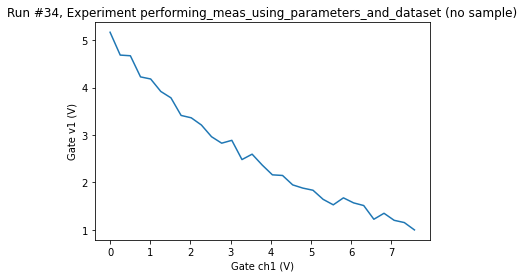 Run #34, Experiment performing_meas_using_parameters_and_dataset (no sample)
5
4
3
2
1
Gate v1 (V)
0 1 2 3 4 5 6 7
Gate ch1 (V)